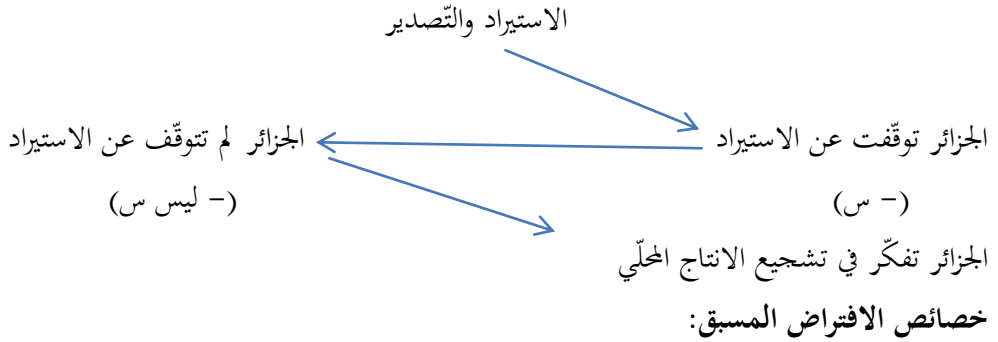 الاستيراد والتّصدير
الجزائر توقّفت عن الاستيراد
الجزائر لم تتوقّف عن الاستيراد
(- س)
(- ليس س)
الجزائر تفكّر في تشجيع الانتاج المحلّي
خصائص الافتراض المسبق: